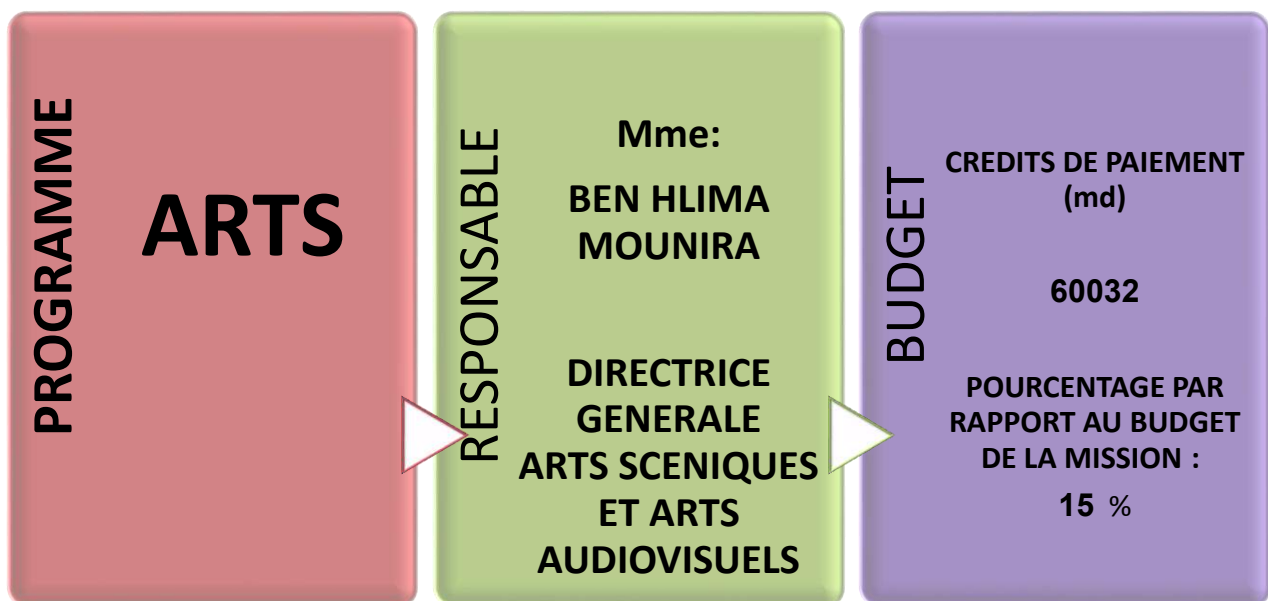 PROGRAMME
ARTS
RESPONSABLE
Mme:
BEN HLIMA
MOUNIRA
DIRECTRICE
GENERALE
ARTS SCENIQUES
ET ARTS
AUDIOVISUELS
BUDGET
CREDITS DE PAIEMENT
(md)
60032
POURCENTAGE PAR
RAPPORT AU BUDGET
DE LA MISSION :
15 %